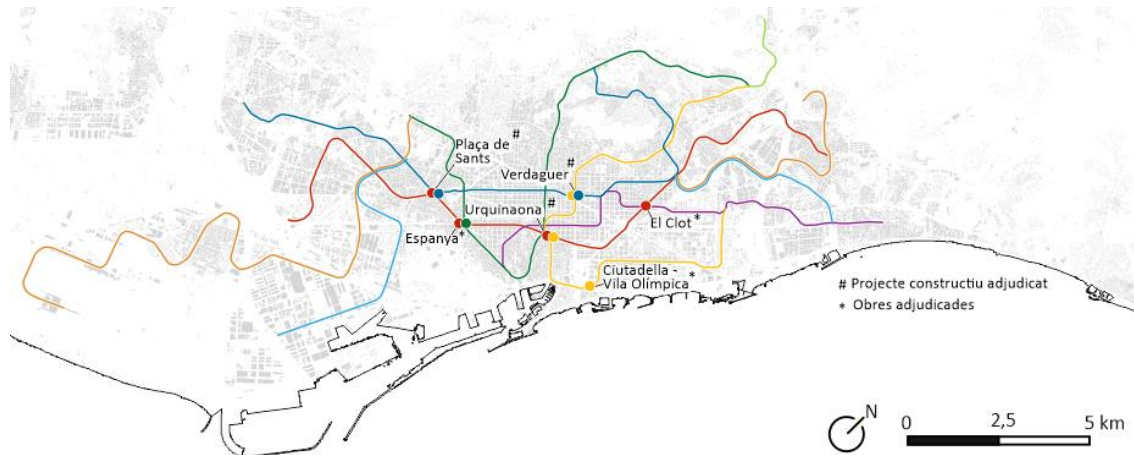 #
Plaça de
Sants
#
Verdaguer
Urquinaona #
Espanya*
El Clot *
Ciutadella -
Vila Olímpica *
# Projecte constructiu adjudicat
* Obres adjudicades
N
0 2,5 5 km